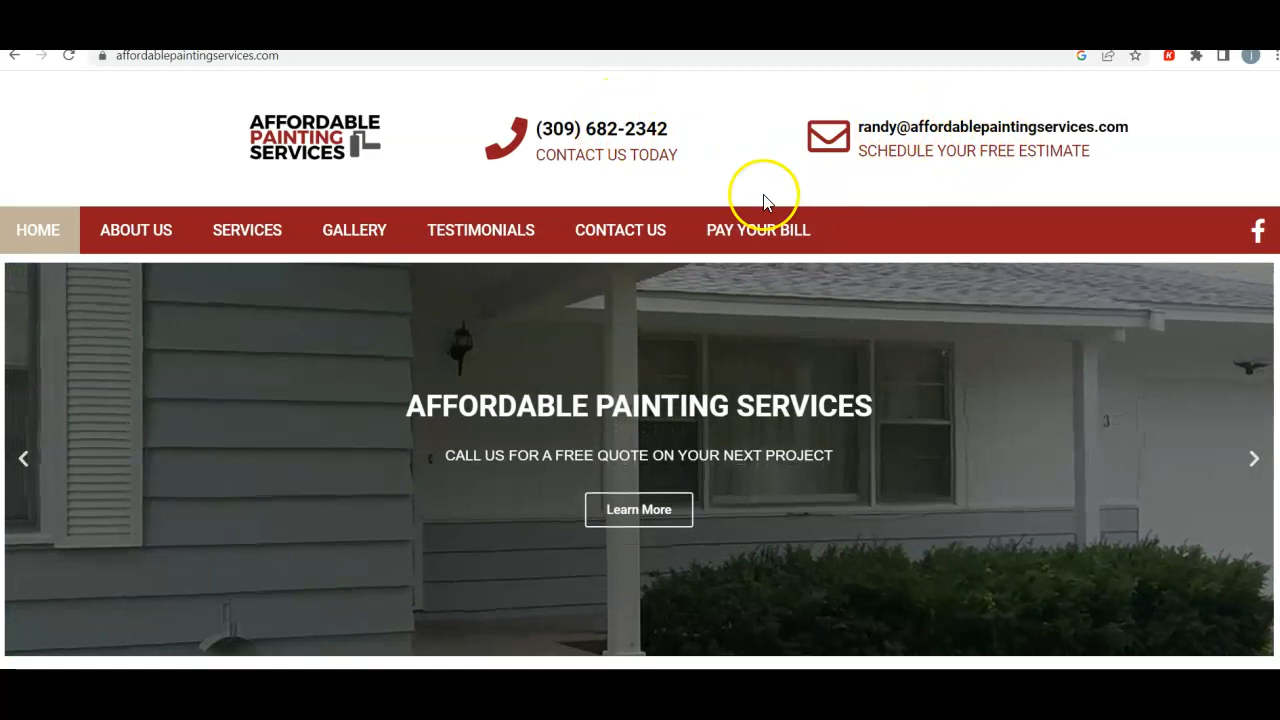 affordablepaintingservices.com
AFFORDABLE
PAINTING
SERVICES
(309) 682-2342
CONTACT US TODAY
randy@affordablepaintingservices.com
SCHEDULE YOUR FREE ESTIMATE
HOME ABOUT US SERVICES GALLERY TESTIMONIALS CONTACT US PAY YOUR BILL
AFFORDABLE PAINTING SERVICES
CALL US FOR A FREE QUOTE ON YOUR NEXT PROJECT
Learn More